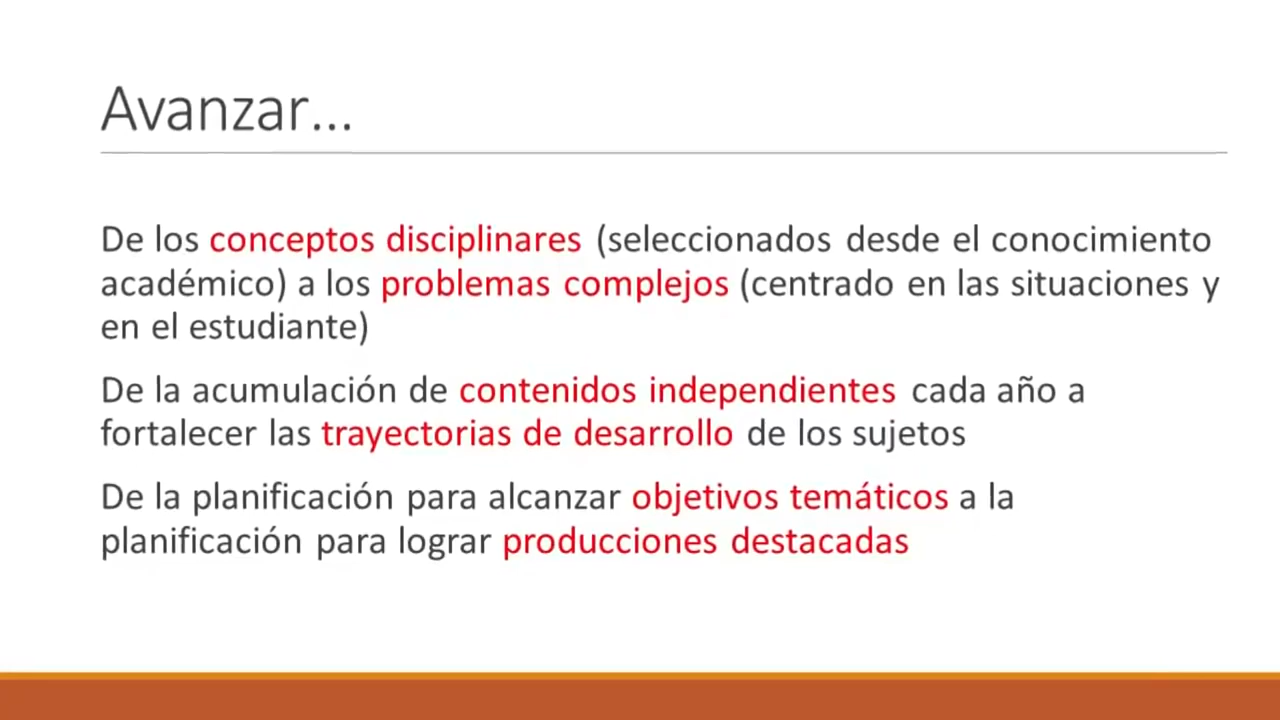 Avanzar...
De los conceptos disciplinares (seleccionados desde el conocimiento
académico) a los problemas complejos (centrado en las situaciones y
en el estudiante)
De la acumulación de contenidos independientes cada año a
fortalecer las trayectorias de desarrollo de los sujetos
De la planificación para alcanzar objetivos temáticos a la
planificación para lograr producciones destacadas